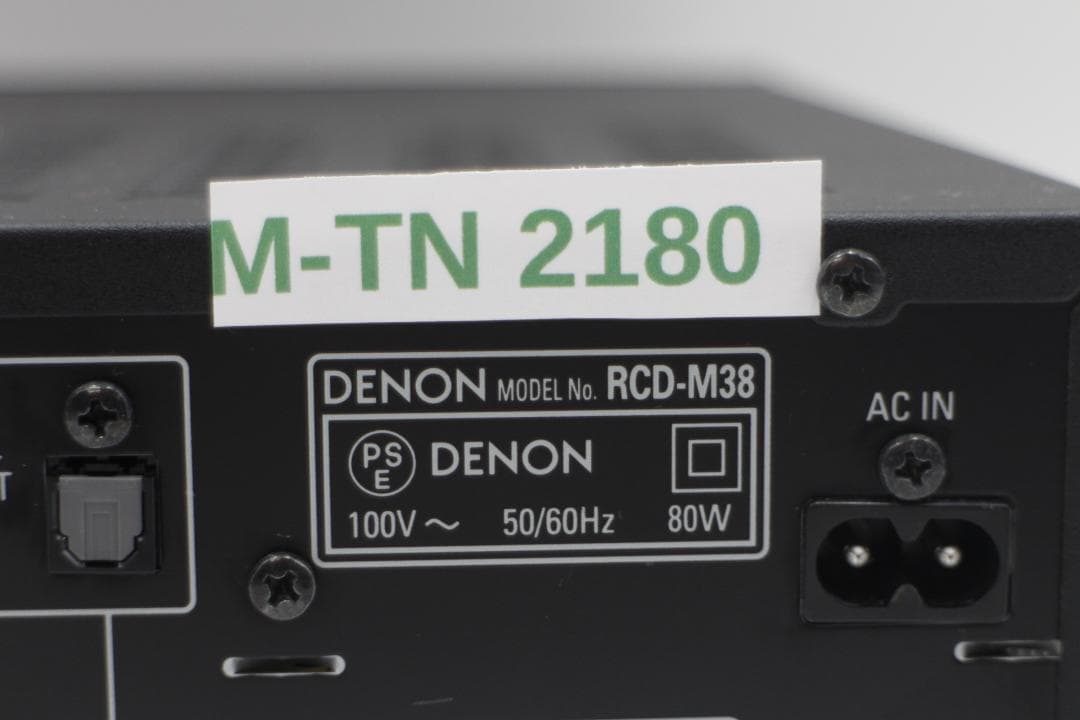 M-TN 2180
DENON MODEL No. RCD-M38
PS
E
DENON
100V ~ 50/60Hz 80W
AC IN
T